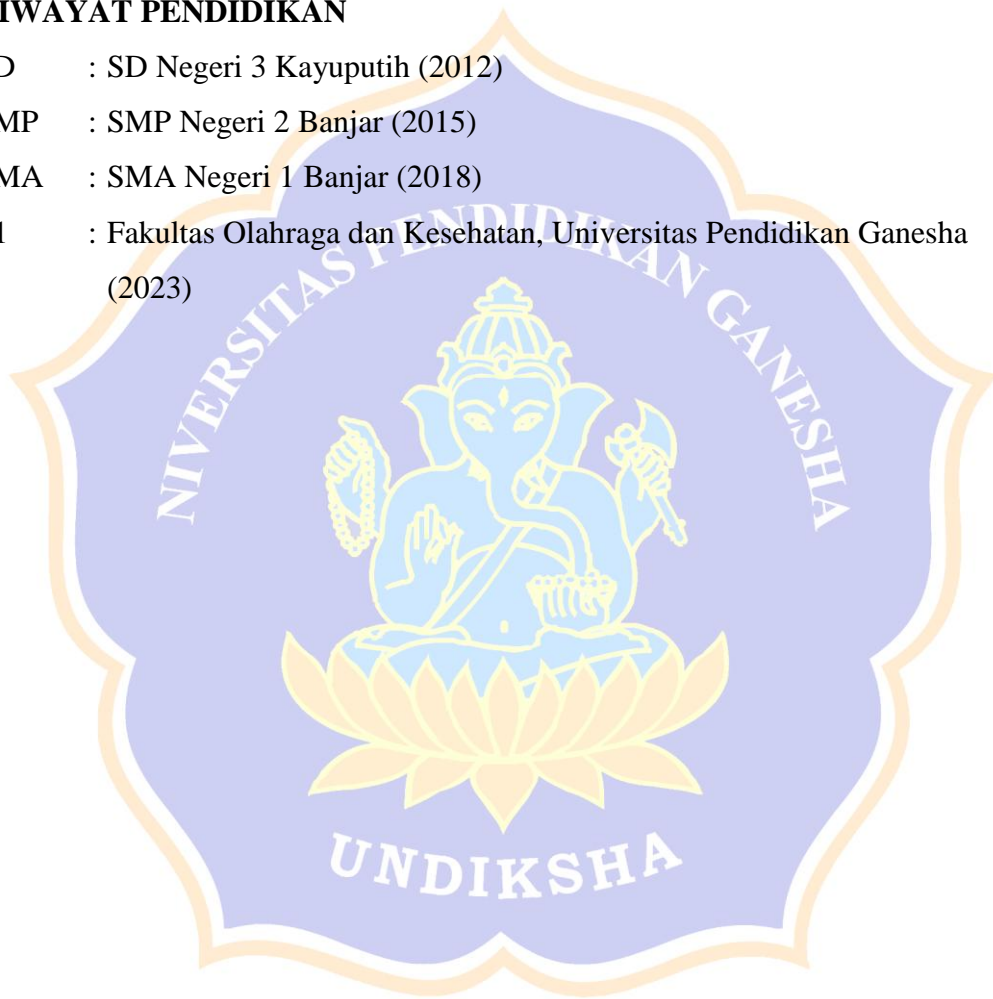 IWAYAT PENDIDIKAN
D : SD Negeri 3 Kayuputih (2012)
MP : SMP Negeri 2 Banjar (2015)
MA : SMA Negeri 1 Banjar (2018)
1 : Fakultas Olahraga dan Kesehatan, Universitas Pendidikan Ganesha
(2023)
NIVERSITAS PENDIDIKAN GANESHA
UNDIKSHA